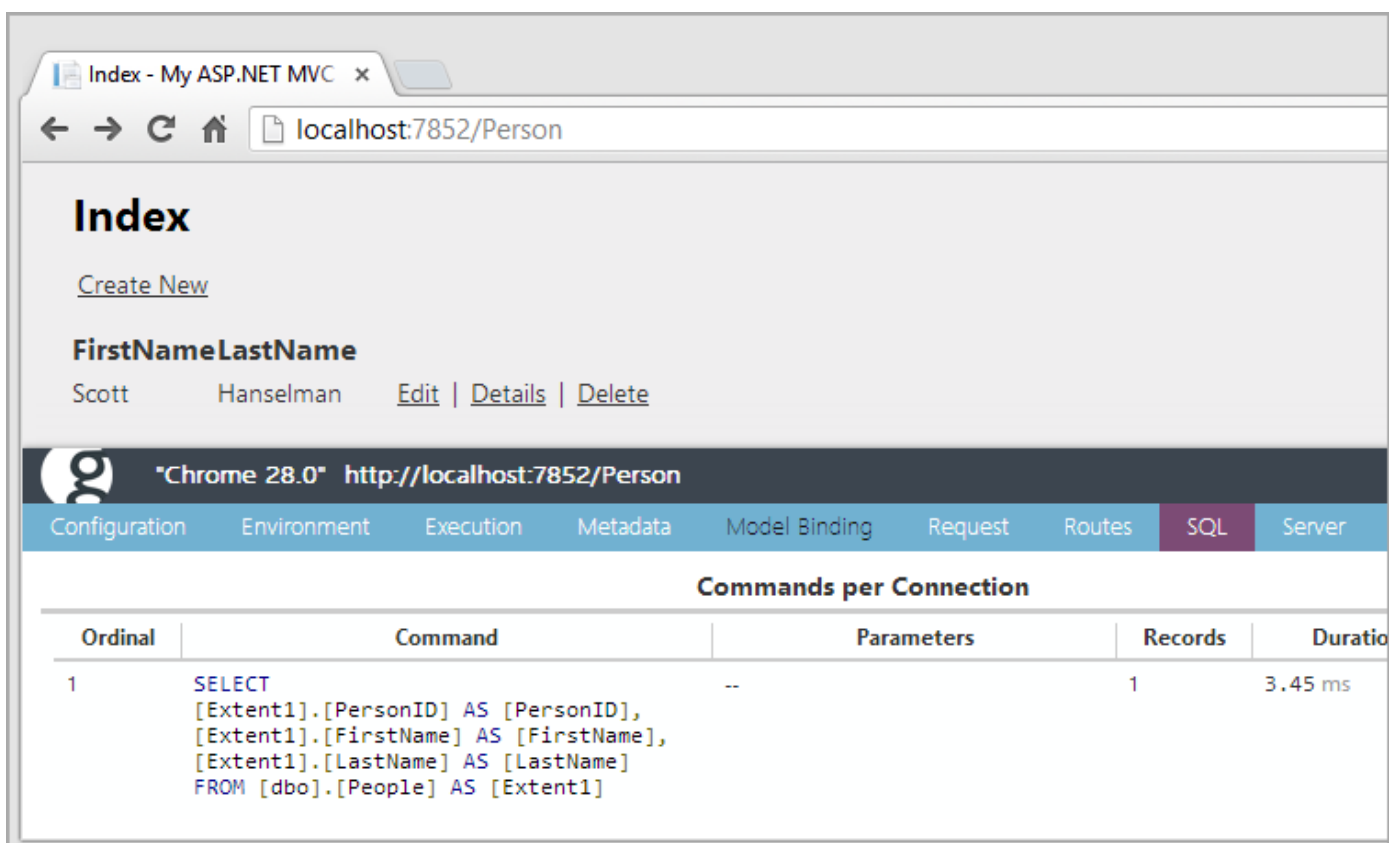 Index - My ASP.NET MVC
localhost:7852/Person
Index
Create New
FirstName LastName
Scott Hanselman Edit | Details | Delete
g "Chrome 28.0" http://localhost:7852/Person
Configuration Environment Execution Metadata Model Binding Request Routes SQL Server
Commands per Connection
Ordinal Command Parameters Records Duratio
1 SELECT -- 1 3.45 ms
[Extent1].[PersonID] AS [PersonID],
[Extent1].[FirstName] AS [FirstName],
[Extent1].[LastName] AS [LastName]
FROM [dbo].[People] AS [Extent1]